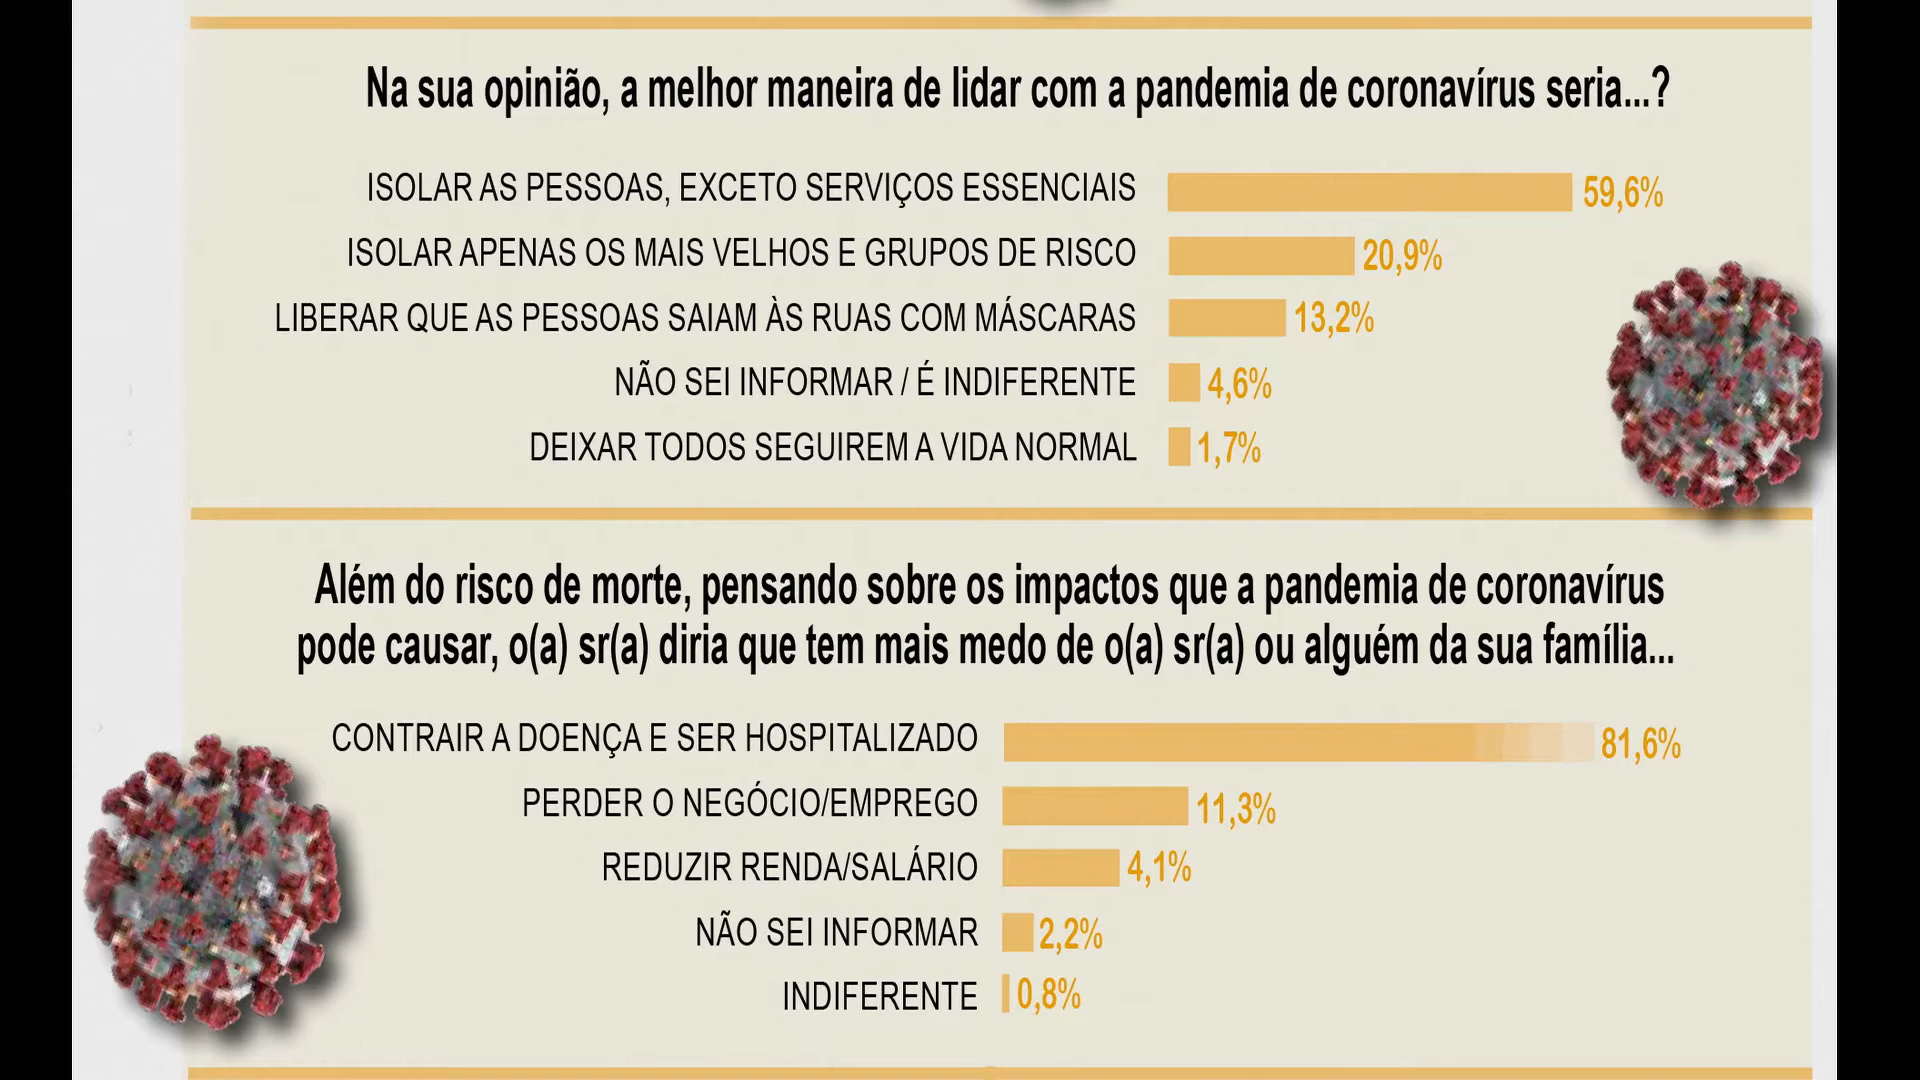 Na sua opinião, a melhor maneira de lidar com a pandemia de coronavírus seria...?
ISOLAR AS PESSOAS, EXCETO SERVIÇOS ESSENCIAIS 59,6%
ISOLAR APENAS OS MAIS VELHOS E GRUPOS DE RISCO 20,9%
LIBERAR QUE AS PESSOAS SAIAM ÀS RUAS COM MÁSCARAS 13,2%
NÃO SEI INFORMAR / É INDIFERENTE 4,6%
DEIXAR TODOS SEGUIREM A VIDA NORMAL 1,7%
Além do risco de morte, pensando sobre os impactos que a pandemia de coronavírus
pode causar, o(a) sr(a) diria que tem mais medo de o(a) sr(a) ou alguém da sua família...
CONTRAIR A DOENÇA E SER HOSPITALIZADO 81,6%
PERDER O NEGÓCIO/EMPREGO 11,3%
REDUZIR RENDA/SALÁRIO 4,1%
NÃO SEI INFORMAR 2,2%
INDIFERENTE 0,8%